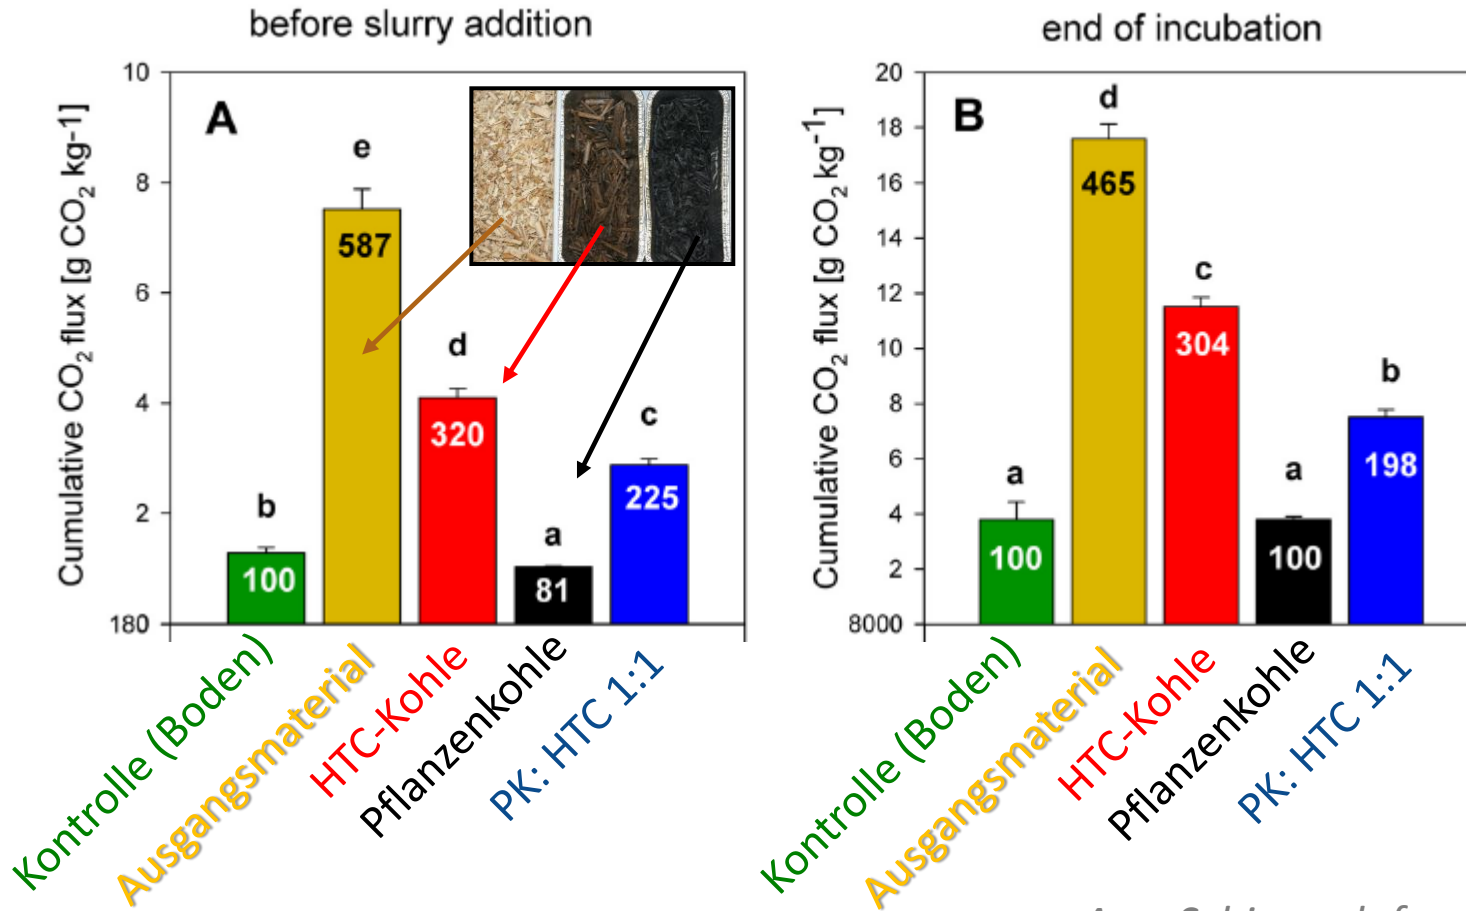 before slurry addition
Cumulative CO2 flux [g CO2 kg-1]
10
8
6
4
2
180
A
e
587
d
320
c
225
b
100
a
81
Kontrolle (Boden)
Ausgangsmaterial
HTC-Kohle
Pflanzenkohle
PK: HTC 1:1
end of incubation
Cumulative CO2 flux [g CO2 kg-1]
20
18
16
14
12
10
8
6
4
2
8000
B
d
465
c
304
b
198
a
100
a
100
Kontrolle (Boden)
Ausgangsmaterial
HTC-Kohle
Pflanzenkohle
PK: HTC 1:1